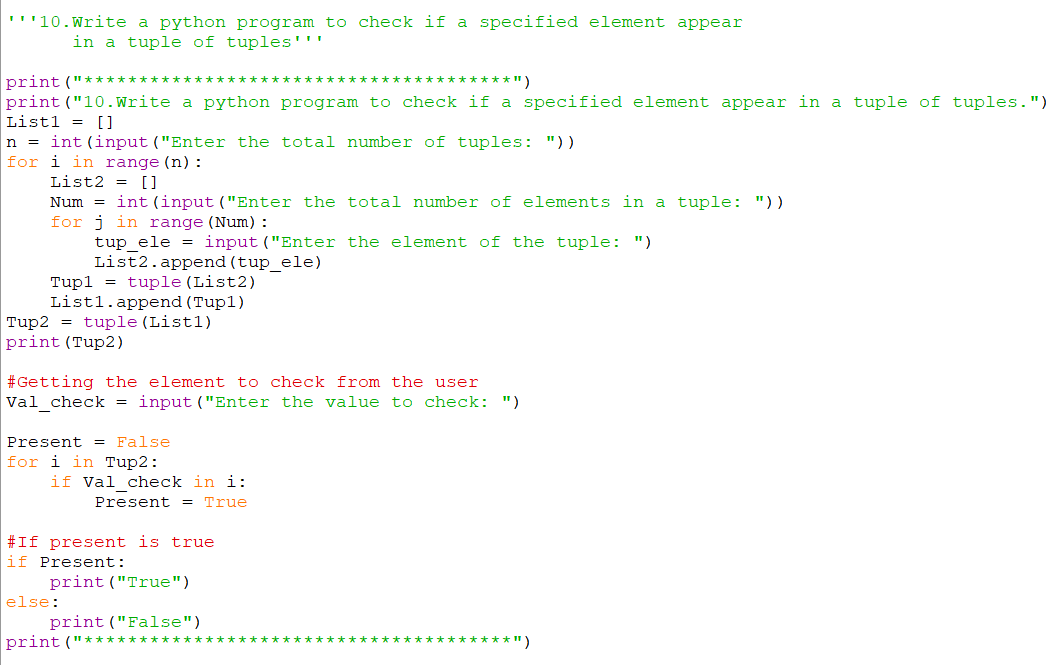 '''10.Write a python program to check if a specified element appear
      in a tuple of tuples'''

print("***************************************")
print("10.Write a python program to check if a specified element appear in a tuple of tuples.")
List1 = []
n = int(input("Enter the total number of tuples: "))
for i in range(n):
    List2 = []
    Num = int(input("Enter the total number of elements in a tuple: "))
    for j in range(Num):
        tup_ele = input("Enter the element of the tuple: ")
        List2.append(tup_ele)
    Tup1 = tuple(List2)
    List1.append(Tup1)
Tup2 = tuple(List1)
print(Tup2)

#Getting the element to check from the user
Val_check = input("Enter the value to check: ")

Present = False
for i in Tup2:
    if Val_check in i:
        Present = True

#If present is true
if Present:
    print("True")
else:
    print("False")
print("***************************************")